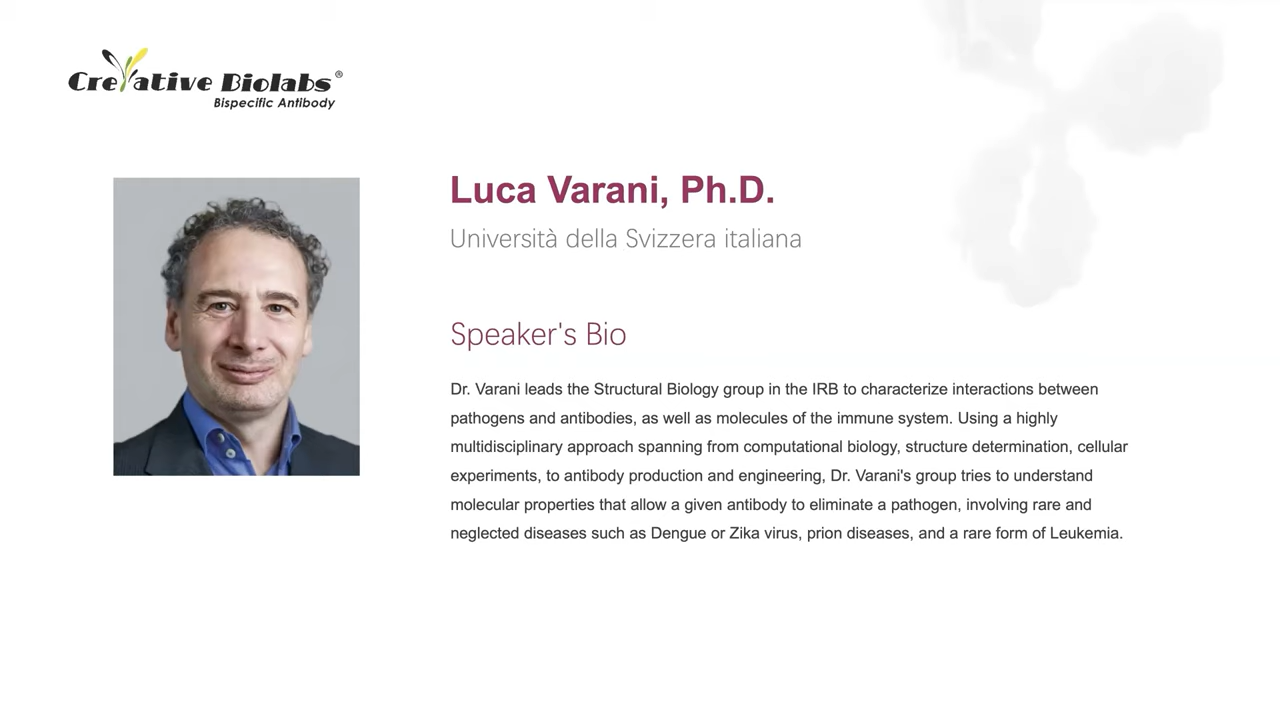 Creative Biolabs®
Bispecific Antibody
Luca Varani, Ph.D.
Università della Svizzera italiana
Speaker's Bio
Dr. Varani leads the Structural Biology group in the IRB to characterize interactions between
pathogens and antibodies, as well as molecules of the immune system. Using a highly
multidisciplinary approach spanning from computational biology, structure determination, cellular
experiments, to antibody production and engineering, Dr. Varani's group tries to understand
molecular properties that allow a given antibody to eliminate a pathogen, involving rare and
neglected diseases such as Dengue or Zika virus, prion diseases, and a rare form of Leukemia.